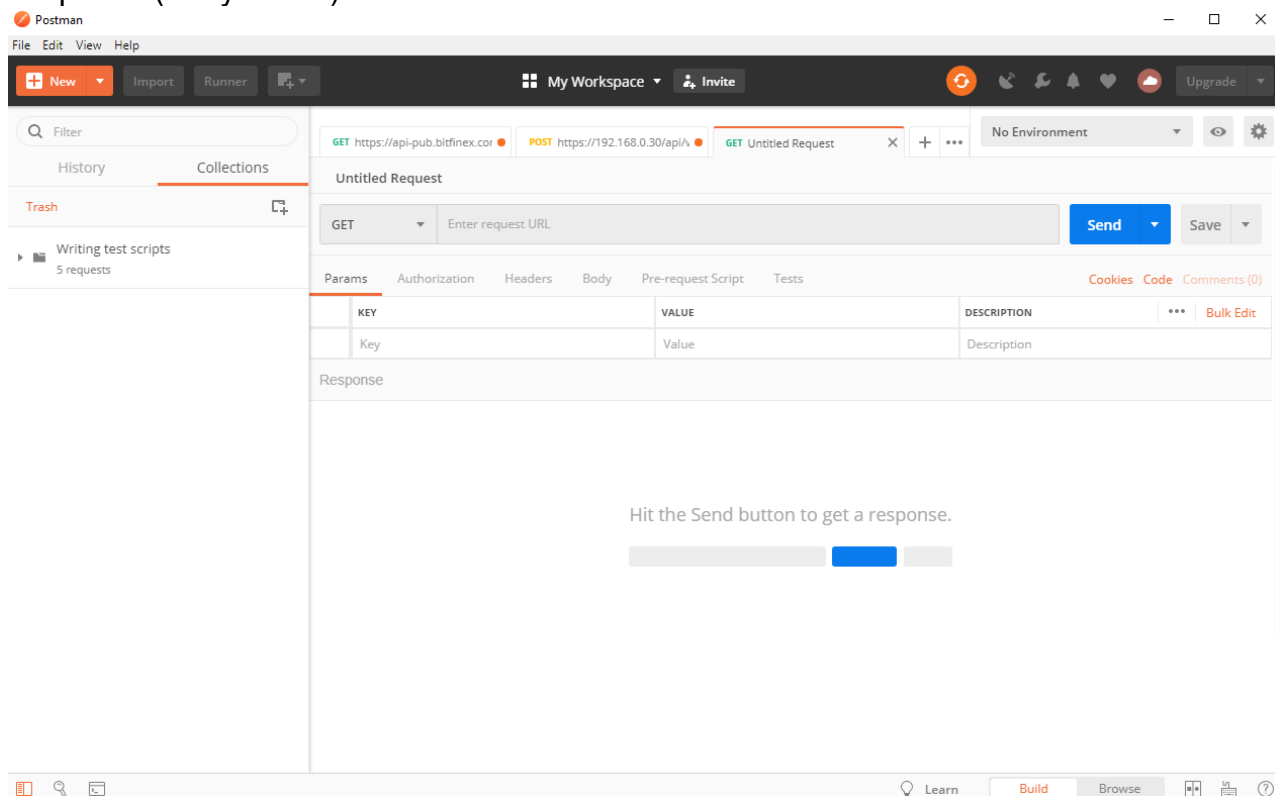 Postman
File Edit View Help
New Import Runner My Workspace Invite Upgrade
Filter
History Collections
Trash
Writing test scripts
5 requests
GET https://api-pub.bitfinex.cor POST https://192.168.0.30/api/v GET Untitled Request No Environment
Untitled Request
GET Enter request URL Send Save
Params Authorization Headers Body Pre-request Script Tests Cookies Code Comments (0)
KEY VALUE DESCRIPTION Bulk Edit
Key Value Description
Response
Hit the Send button to get a response.
Learn Build Browse